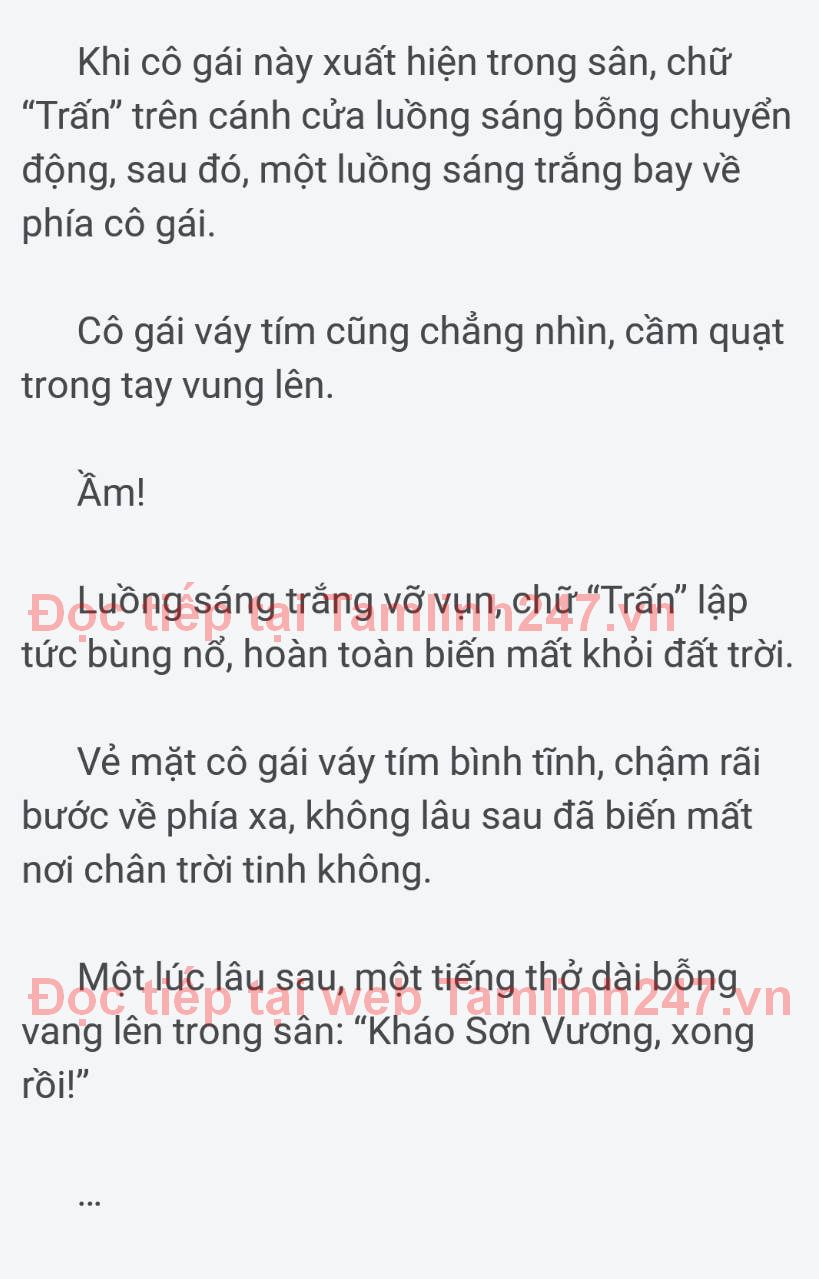 Khi cô gái này xuất hiện trong sân, chữ
“Trấn” trên cánh cửa luồng sáng bỗng chuyển
động, sau đó, một luồng sáng trắng bay về
phía cô gái.
Cô gái váy tím cũng chẳng nhìn, cầm quạt
trong tay vung lên.
Ầm!
Luồng sáng trắng vỡ vụn, chữ “Trấn” lập
Đọc tiếp tại Tamlinh247.vn
tức bùng nổ, hoàn toàn biến mất khỏi đất trời.
Vẻ mặt cô gái váy tím bình tĩnh, chậm rãi
bước về phía xa, không lâu sau đã biến mất
nơi chân trời tinh không.
Một lúc lâu sau, một tiếng thở dài bỗng
Đọc tiếp tại web Tamlinh247.vn
vang lên trong sân: “Kháo Sơn Vương, xong
rồi!”
...